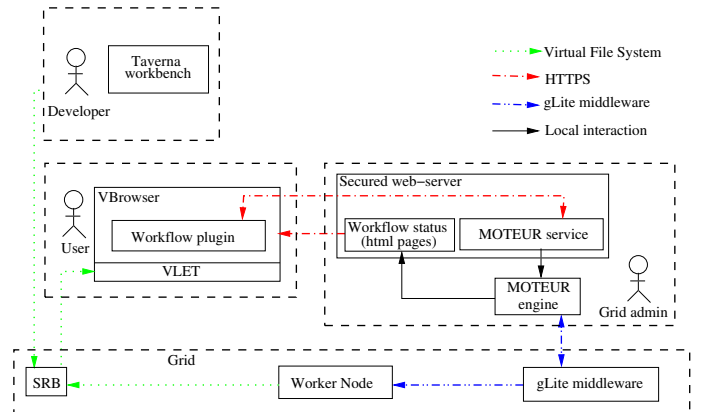 Taverna
workbench
Developer
Virtual File System
HTTPS
gLite middleware
Local interaction
VBrowser
User
Workflow plugin
VLET
Secured web−server
Workflow status
(html pages)
MOTEUR service
MOTEUR
engine
Grid admin
Grid
SRB
Worker Node
gLite middleware